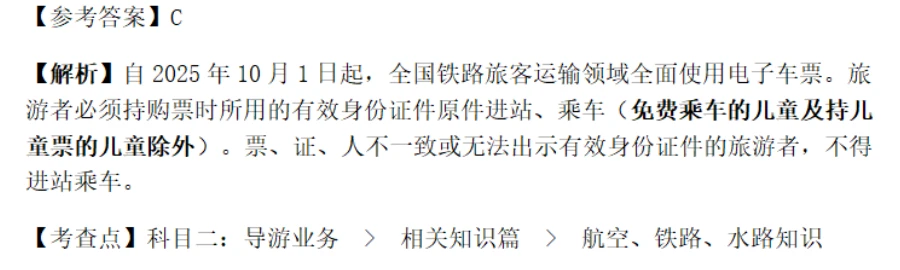 【参考答案】C
【解析】自 2025 年 10 月 1 日起，全国铁路旅客运输领域全面使用电子车票。旅
游者必须持购票时所用的有效身份证件原件进站、乘车（免费乘车的儿童及持儿
童票的儿童除外）。票、证、人不一致或无法出示有效身份证件的旅游者，不得
进站乘车。
【考查点】科目二：导游业务 > 相关知识篇 > 航空、铁路、水路知识